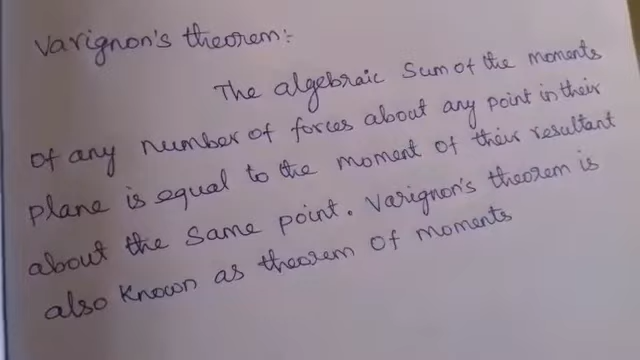 Varignon's theorem:-
The algebraic Sum of the moments
of any number of forces about any point in their
plane is equal to the moment of their resultant
about the same point. Varignon's theorem is
also known as theorem of moments